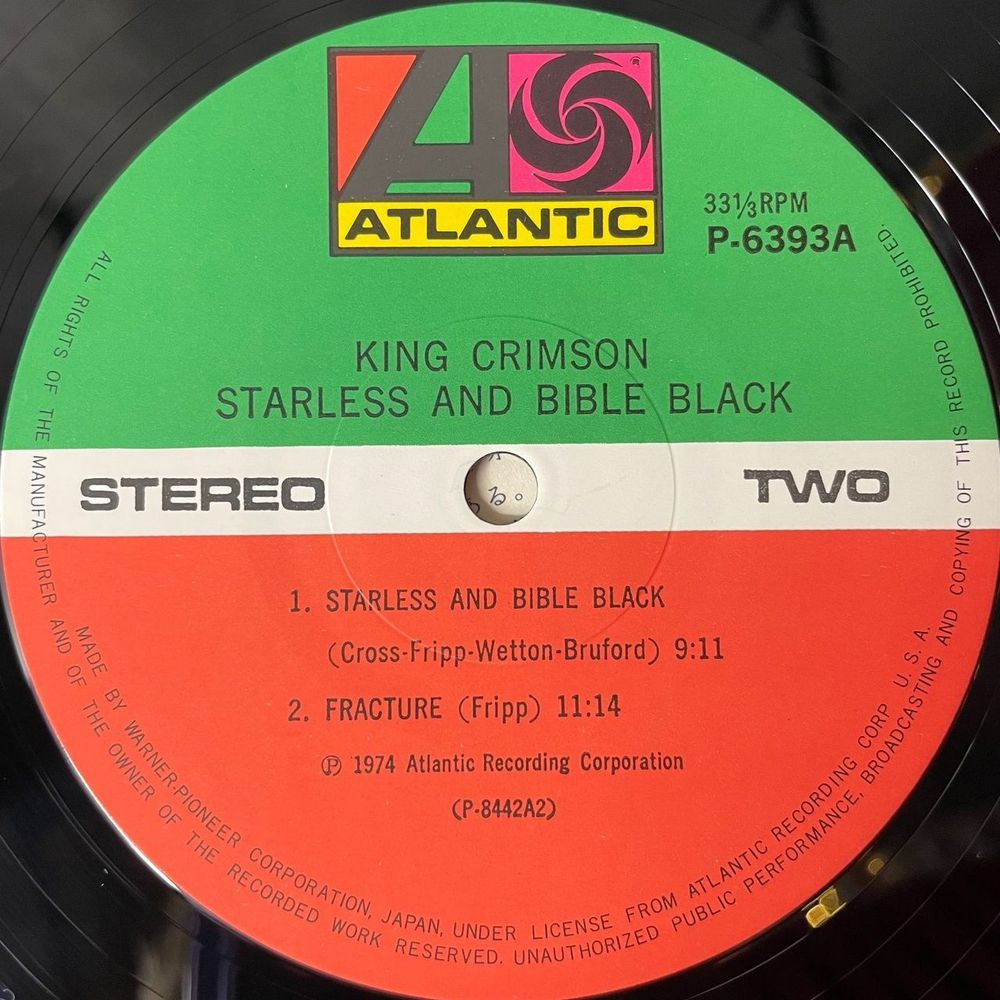 ATLANTIC
®
33⅓RPM
P-6393A
KING CRIMSON
STARLESS AND BIBLE BLACK
STEREO
TWO
1. STARLESS AND BIBLE BLACK
(Cross-Fripp-Wetton-Bruford) 9:11
2. FRACTURE (Fripp) 11:14
Ⓟ 1974 Atlantic Recording Corporation
(P-8442A2)
MADE BY WARNER-PIONEER CORPORATION, JAPAN, UNDER LICENSE FROM ATLANTIC RECORDING CORP U. S. A.
ALL RIGHTS OF THE MANUFACTURER AND OF THE OWNER OF THE RECORDED WORK RESERVED. UNAUTHORIZED PUBLIC PERFORMANCE, BROADCASTING AND COPYING OF THIS RECORD PROHIBITED.